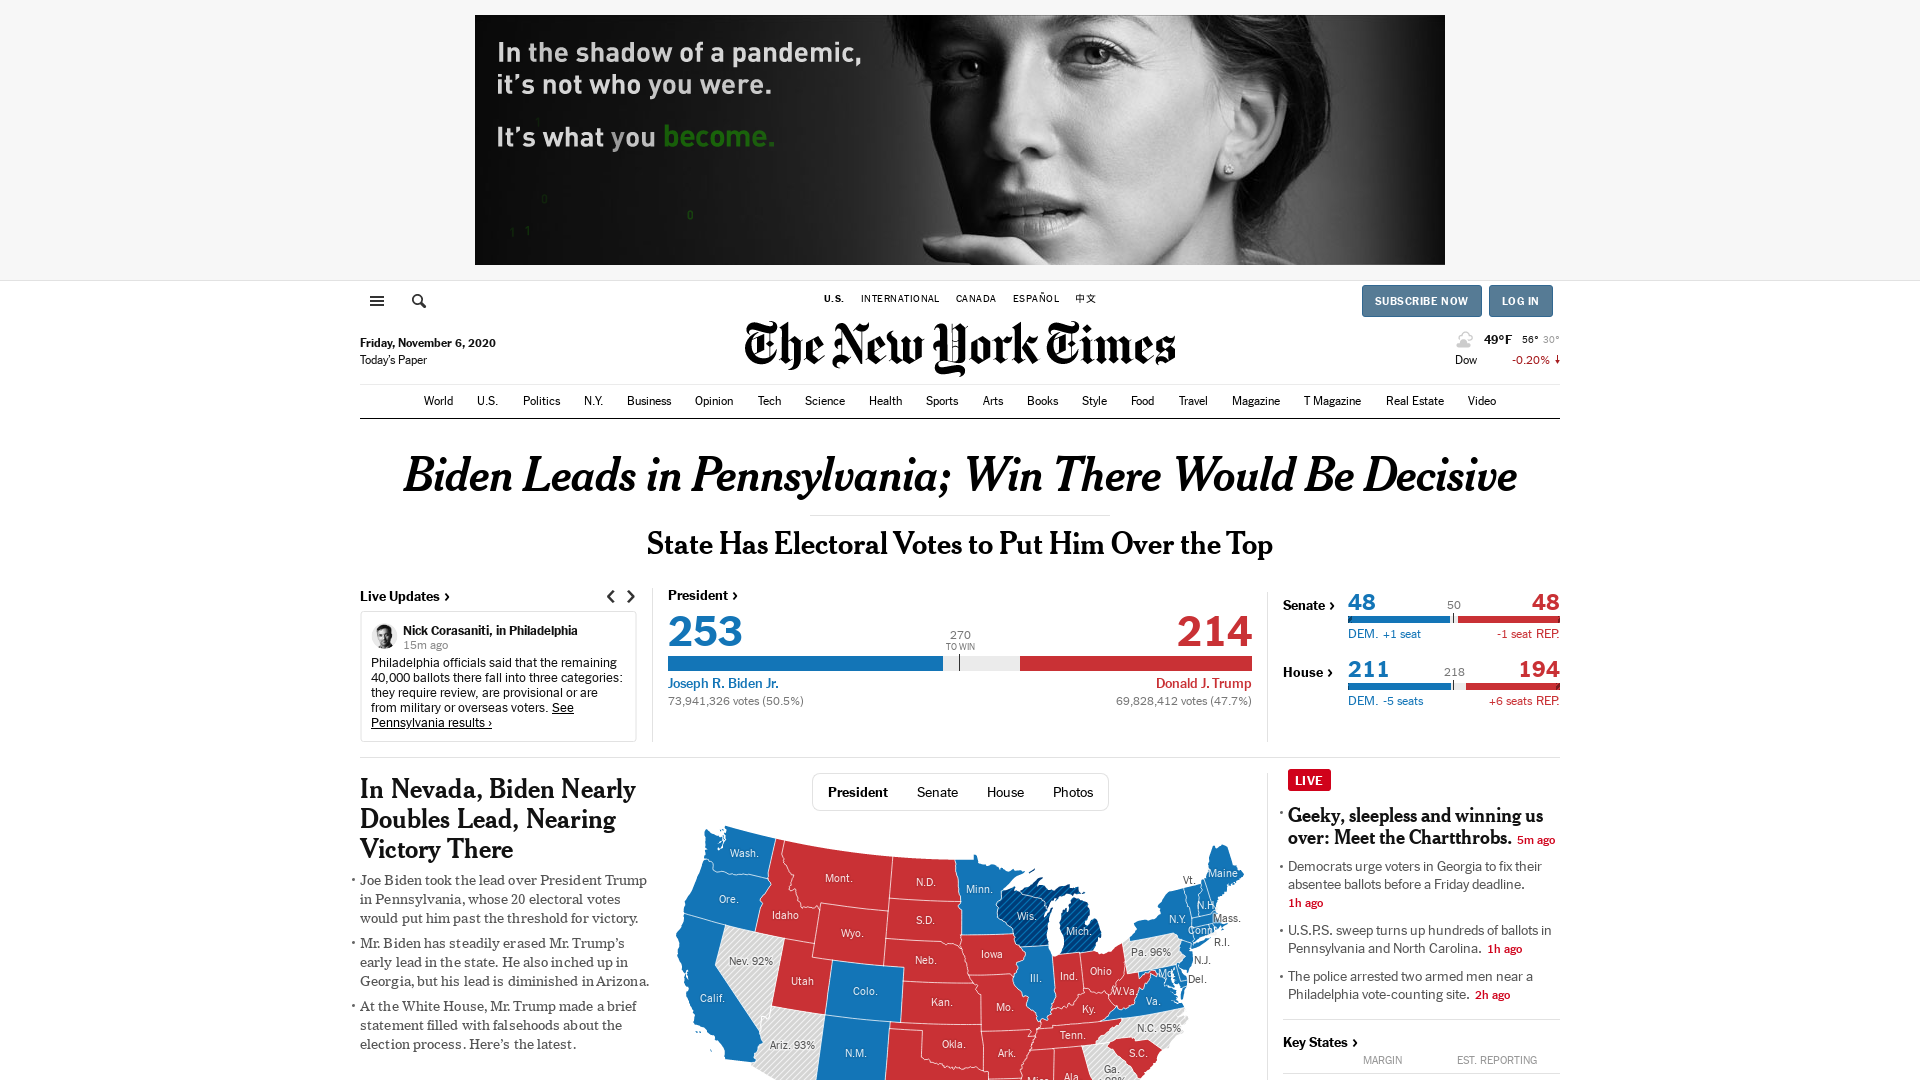 In the shadow of a pandemic,
it's not who you were.
It's what you become.
1
0
0
1 1
U.S. INTERNATIONAL CANADA ESPAÑOL 中文
SUBSCRIBE NOW LOG IN
Friday, November 6, 2020
Today's Paper
The New York Times
49°F 56° 30°
Dow -0.20% ↓
World U.S. Politics N.Y. Business Opinion Tech Science Health Sports Arts Books Style Food Travel Magazine T Magazine Real Estate Video
Biden Leads in Pennsylvania; Win There Would Be Decisive
State Has Electoral Votes to Put Him Over the Top
Live Updates ›
Nick Corasaniti, in Philadelphia
15m ago
Philadelphia officials said that the remaining
40,000 ballots there fall into three categories:
they require review, are provisional or are
from military or overseas voters. See
Pennsylvania results ›
President ›
253 214
270
TO WIN
Joseph R. Biden Jr. Donald J. Trump
73,941,326 votes (50.5%) 69,828,412 votes (47.7%)
Senate › 48 50 48
DEM. +1 seat -1 seat REP.
House › 211 218 194
DEM. -5 seats +6 seats REP.
In Nevada, Biden Nearly
Doubles Lead, Nearing
Victory There
• Joe Biden took the lead over President Trump
in Pennsylvania, whose 20 electoral votes
would put him past the threshold for victory.
• Mr. Biden has steadily erased Mr. Trump's
early lead in the state. He also inched up in
Georgia, but his lead is diminished in Arizona.
• At the White House, Mr. Trump made a brief
statement filled with falsehoods about the
election process. Here's the latest.
President Senate House Photos
Wash.
Mont.
N.D.
Minn.
Vt.
Maine
Ore.
Idaho
S.D.
Wis.
Mich.
N.Y.
N.H.
Mass.
Conn.
R.I.
Wyo.
Nev. 92%
Neb.
Iowa
Pa. 96%
N.J.
Utah
Colo.
Ill.
Ind.
Ohio
Md.
Del.
Calif.
Kan.
Mo.
W.Va.
Va.
Ky.
Ariz. 93%
N.M.
Okla.
Ark.
Tenn.
N.C. 95%
S.C.
Miss.
Ala.
Ga.
98%
LIVE
• Geeky, sleepless and winning us
over: Meet the Chartthrobs. 5m ago
• Democrats urge voters in Georgia to fix their
absentee ballots before a Friday deadline.
1h ago
• U.S.P.S. sweep turns up hundreds of ballots in
Pennsylvania and North Carolina. 1h ago
• The police arrested two armed men near a
Philadelphia vote-counting site. 2h ago
Key States ›
MARGIN EST. REPORTING